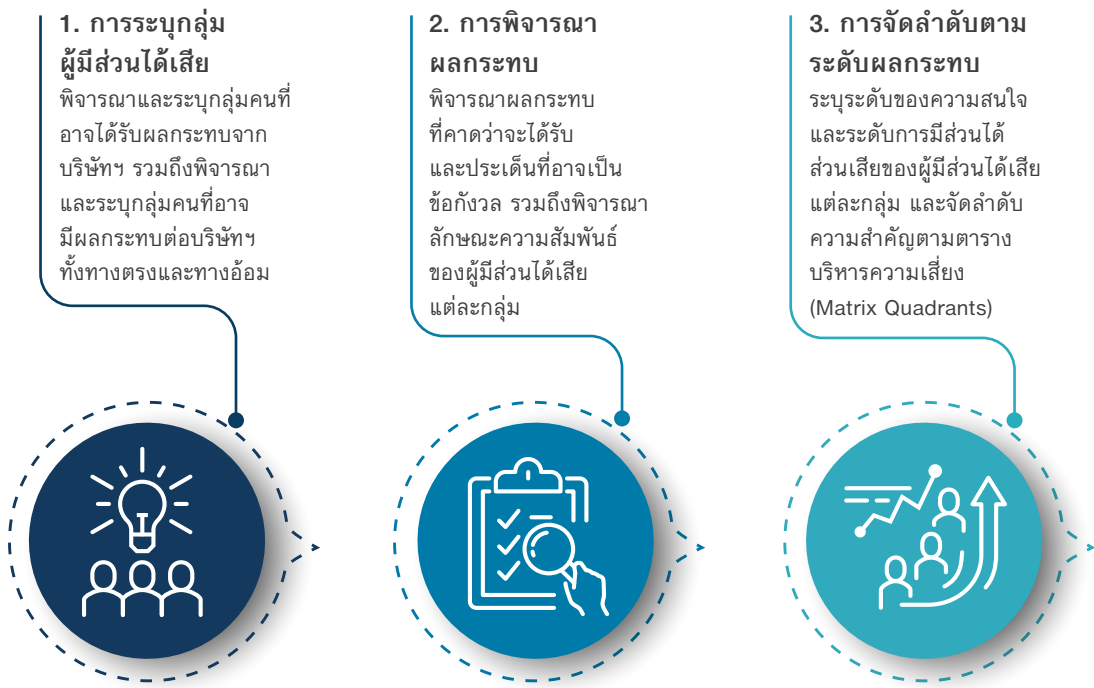 1. การระบุกลุ่ม
ผู้มีส่วนได้เสีย
พิจารณาและระบุกลุ่มคนที่
อาจได้รับผลกระทบจาก
บริษัทฯ รวมถึงพิจารณา
และระบุกลุ่มคนที่อาจ
มีผลกระทบต่อบริษัทฯ
ทั้งทางตรงและทางอ้อม
2. การพิจารณา
ผลกระทบ
พิจารณาผลกระทบ
ที่คาดว่าจะได้รับ
และประเด็นที่อาจเป็น
ข้อกังวล รวมถึงพิจารณา
ลักษณะความสัมพันธ์
ของผู้มีส่วนได้เสีย
แต่ละกลุ่ม
3. การจัดลำดับตาม
ระดับผลกระทบ
ระบุระดับของความสนใจ
และระดับการมีส่วนได้
ส่วนเสียของผู้มีส่วนได้เสีย
แต่ละกลุ่ม และจัดลำดับ
ความสำคัญตามตาราง
บริหารความเสี่ยง
(Matrix Quadrants)